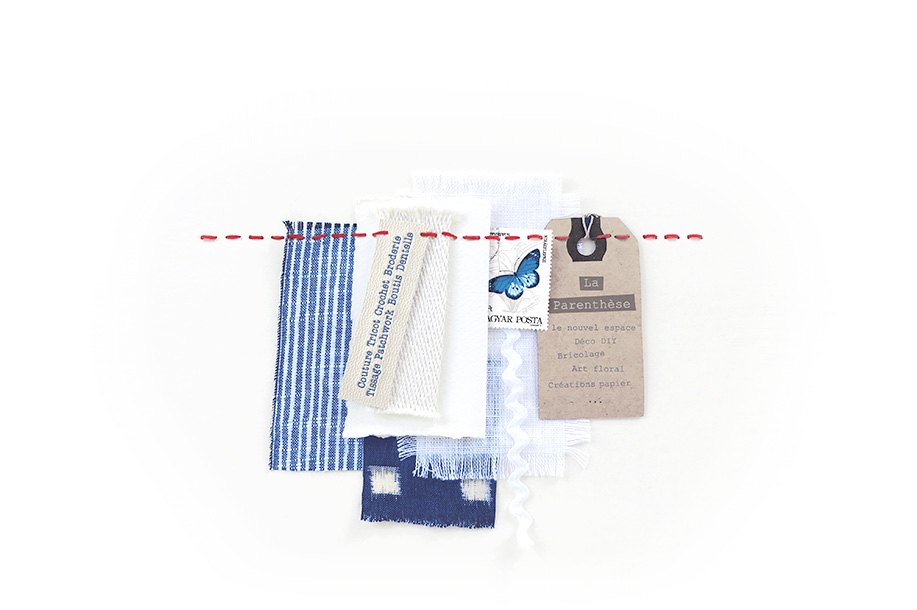 Couture Tricot Crochet Broderie
Tissage Patchwork Boutis Dentelle
AGYAR POSTA
La
Parenthèse
le nouvel espace
Déco DIY
Bricolage
Art floral
Créations papier
...